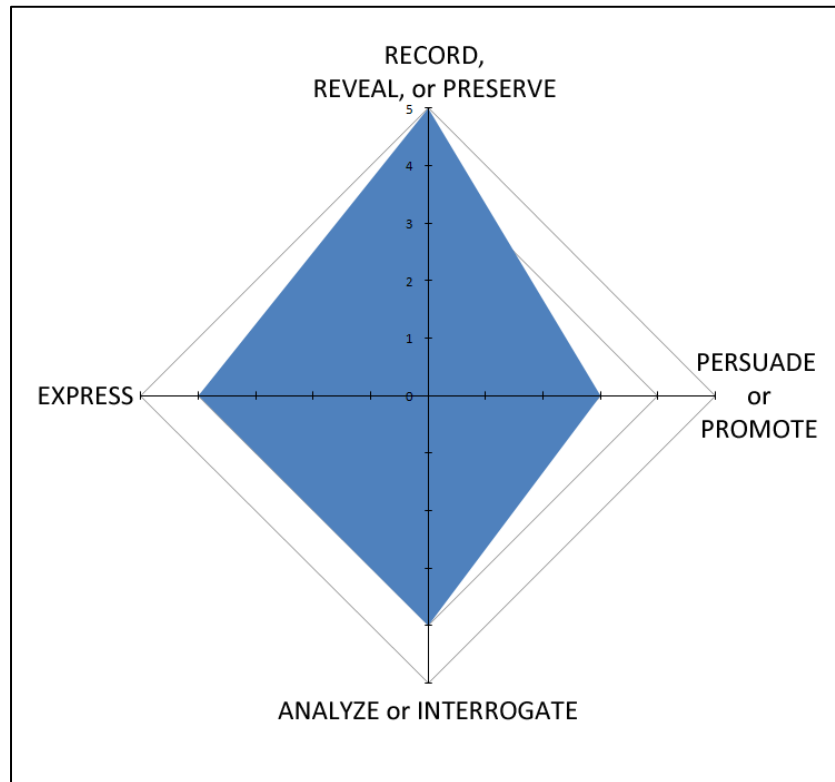 RECORD,
REVEAL, or PRESERVE
5
4
3
2
1
0
EXPRESS
PERSUADE
or
PROMOTE
ANALYZE or INTERROGATE